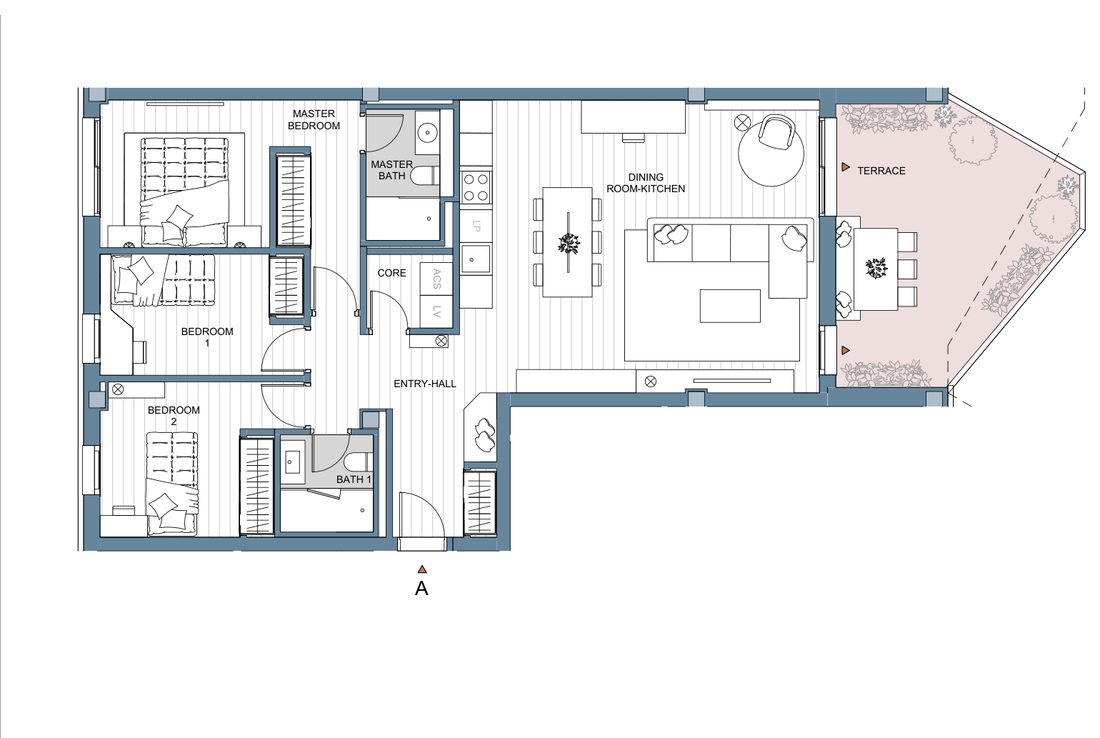 MASTER
BEDROOM
MASTER
BATH
DINING
ROOM-KITCHEN
TERRACE
LP
CORE
ACS
LV
BEDROOM
1
ENTRY-HALL
BEDROOM
2
BATH 1
A